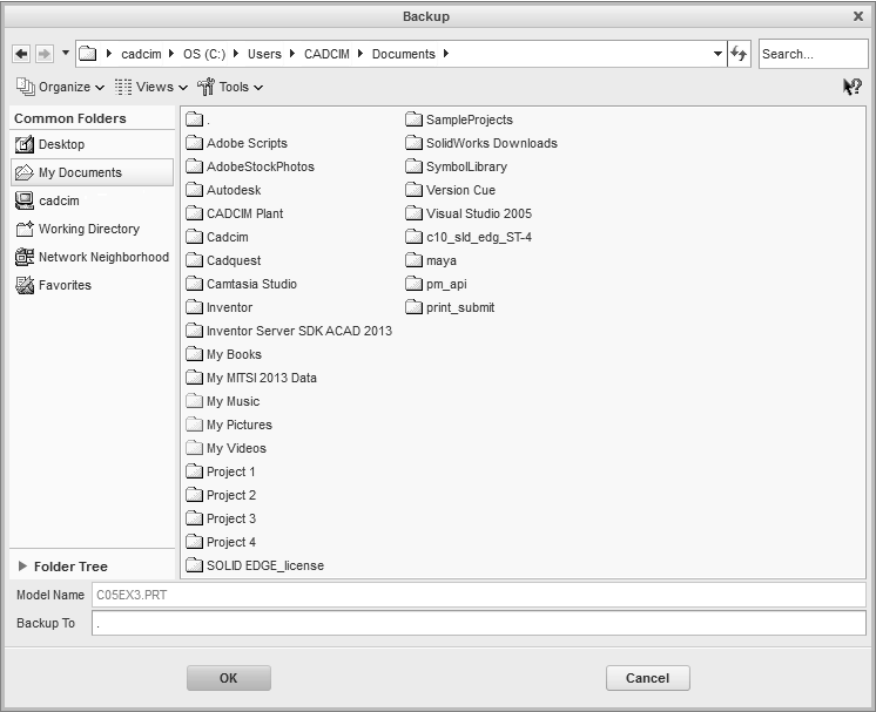 Backup
cadcim OS (C:) Users CADCIM Documents
Search...
Organize Views Tools
Common Folders
Desktop
My Documents
cadcim
Working Directory
Network Neighborhood
Favorites
Folder Tree
.
Adobe Scripts
AdobeStockPhotos
Autodesk
CADCIM Plant
Cadcim
Cadquest
Camtasia Studio
Inventor
Inventor Server SDK ACAD 2013
My Books
My MITSI 2013 Data
My Music
My Pictures
My Videos
Project 1
Project 2
Project 3
Project 4
SOLID EDGE_license
SampleProjects
SolidWorks Downloads
SymbolLibrary
Version Cue
Visual Studio 2005
c10_sld_edg_ST-4
maya
pm_api
print_submit
Model Name C05EX3.PRT
Backup To .
OK Cancel